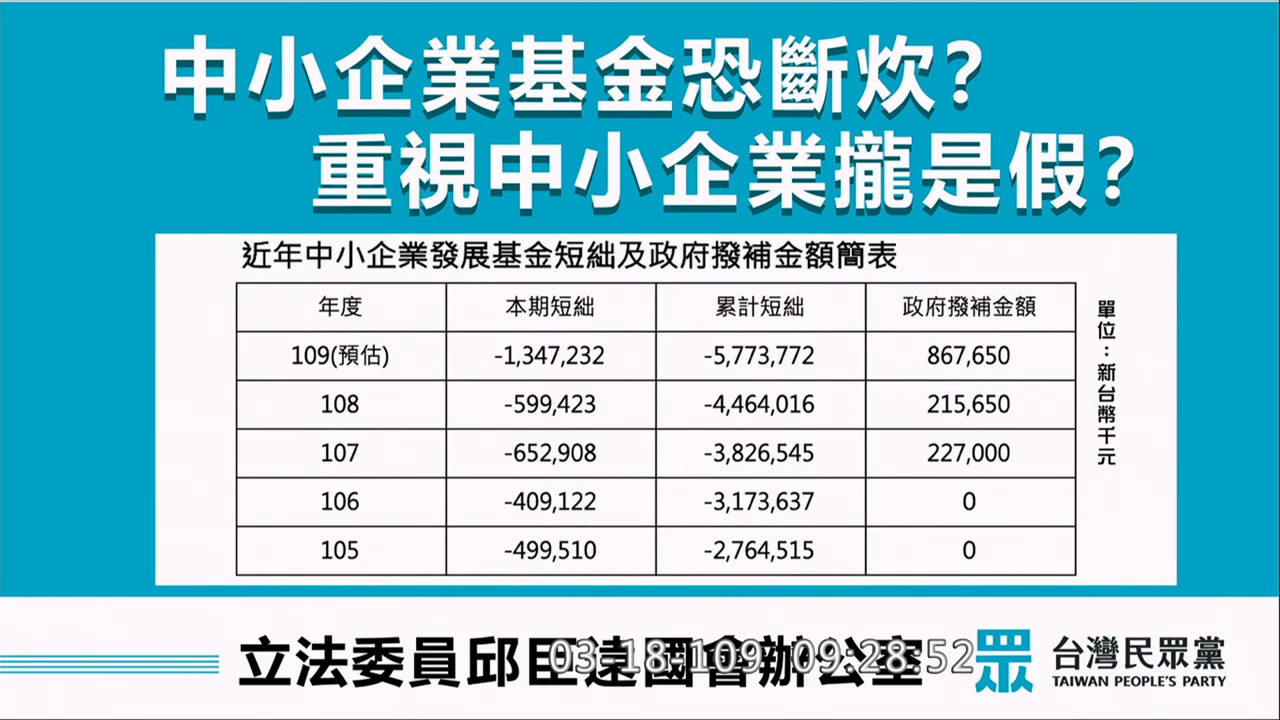 中小企業基金恐斷炊?
重視中小企業攏是假?
近年中小企業發展基金短絀及政府撥補金額簡表
單位:新台幣千元
年度 本期短絀 累計短絀 政府撥補金額
109(預估) -1,347,232 -5,773,772 867,650
108 -599,423 -4,464,016 215,650
107 -652,908 -3,826,545 227,000
106 -409,122 -3,173,637 0
105 -499,510 -2,764,515 0
立法委員邱臣遠國會辦公室
03-18-109 09:28:52
眾 台灣民眾黨
TAIWAN PEOPLE'S PARTY